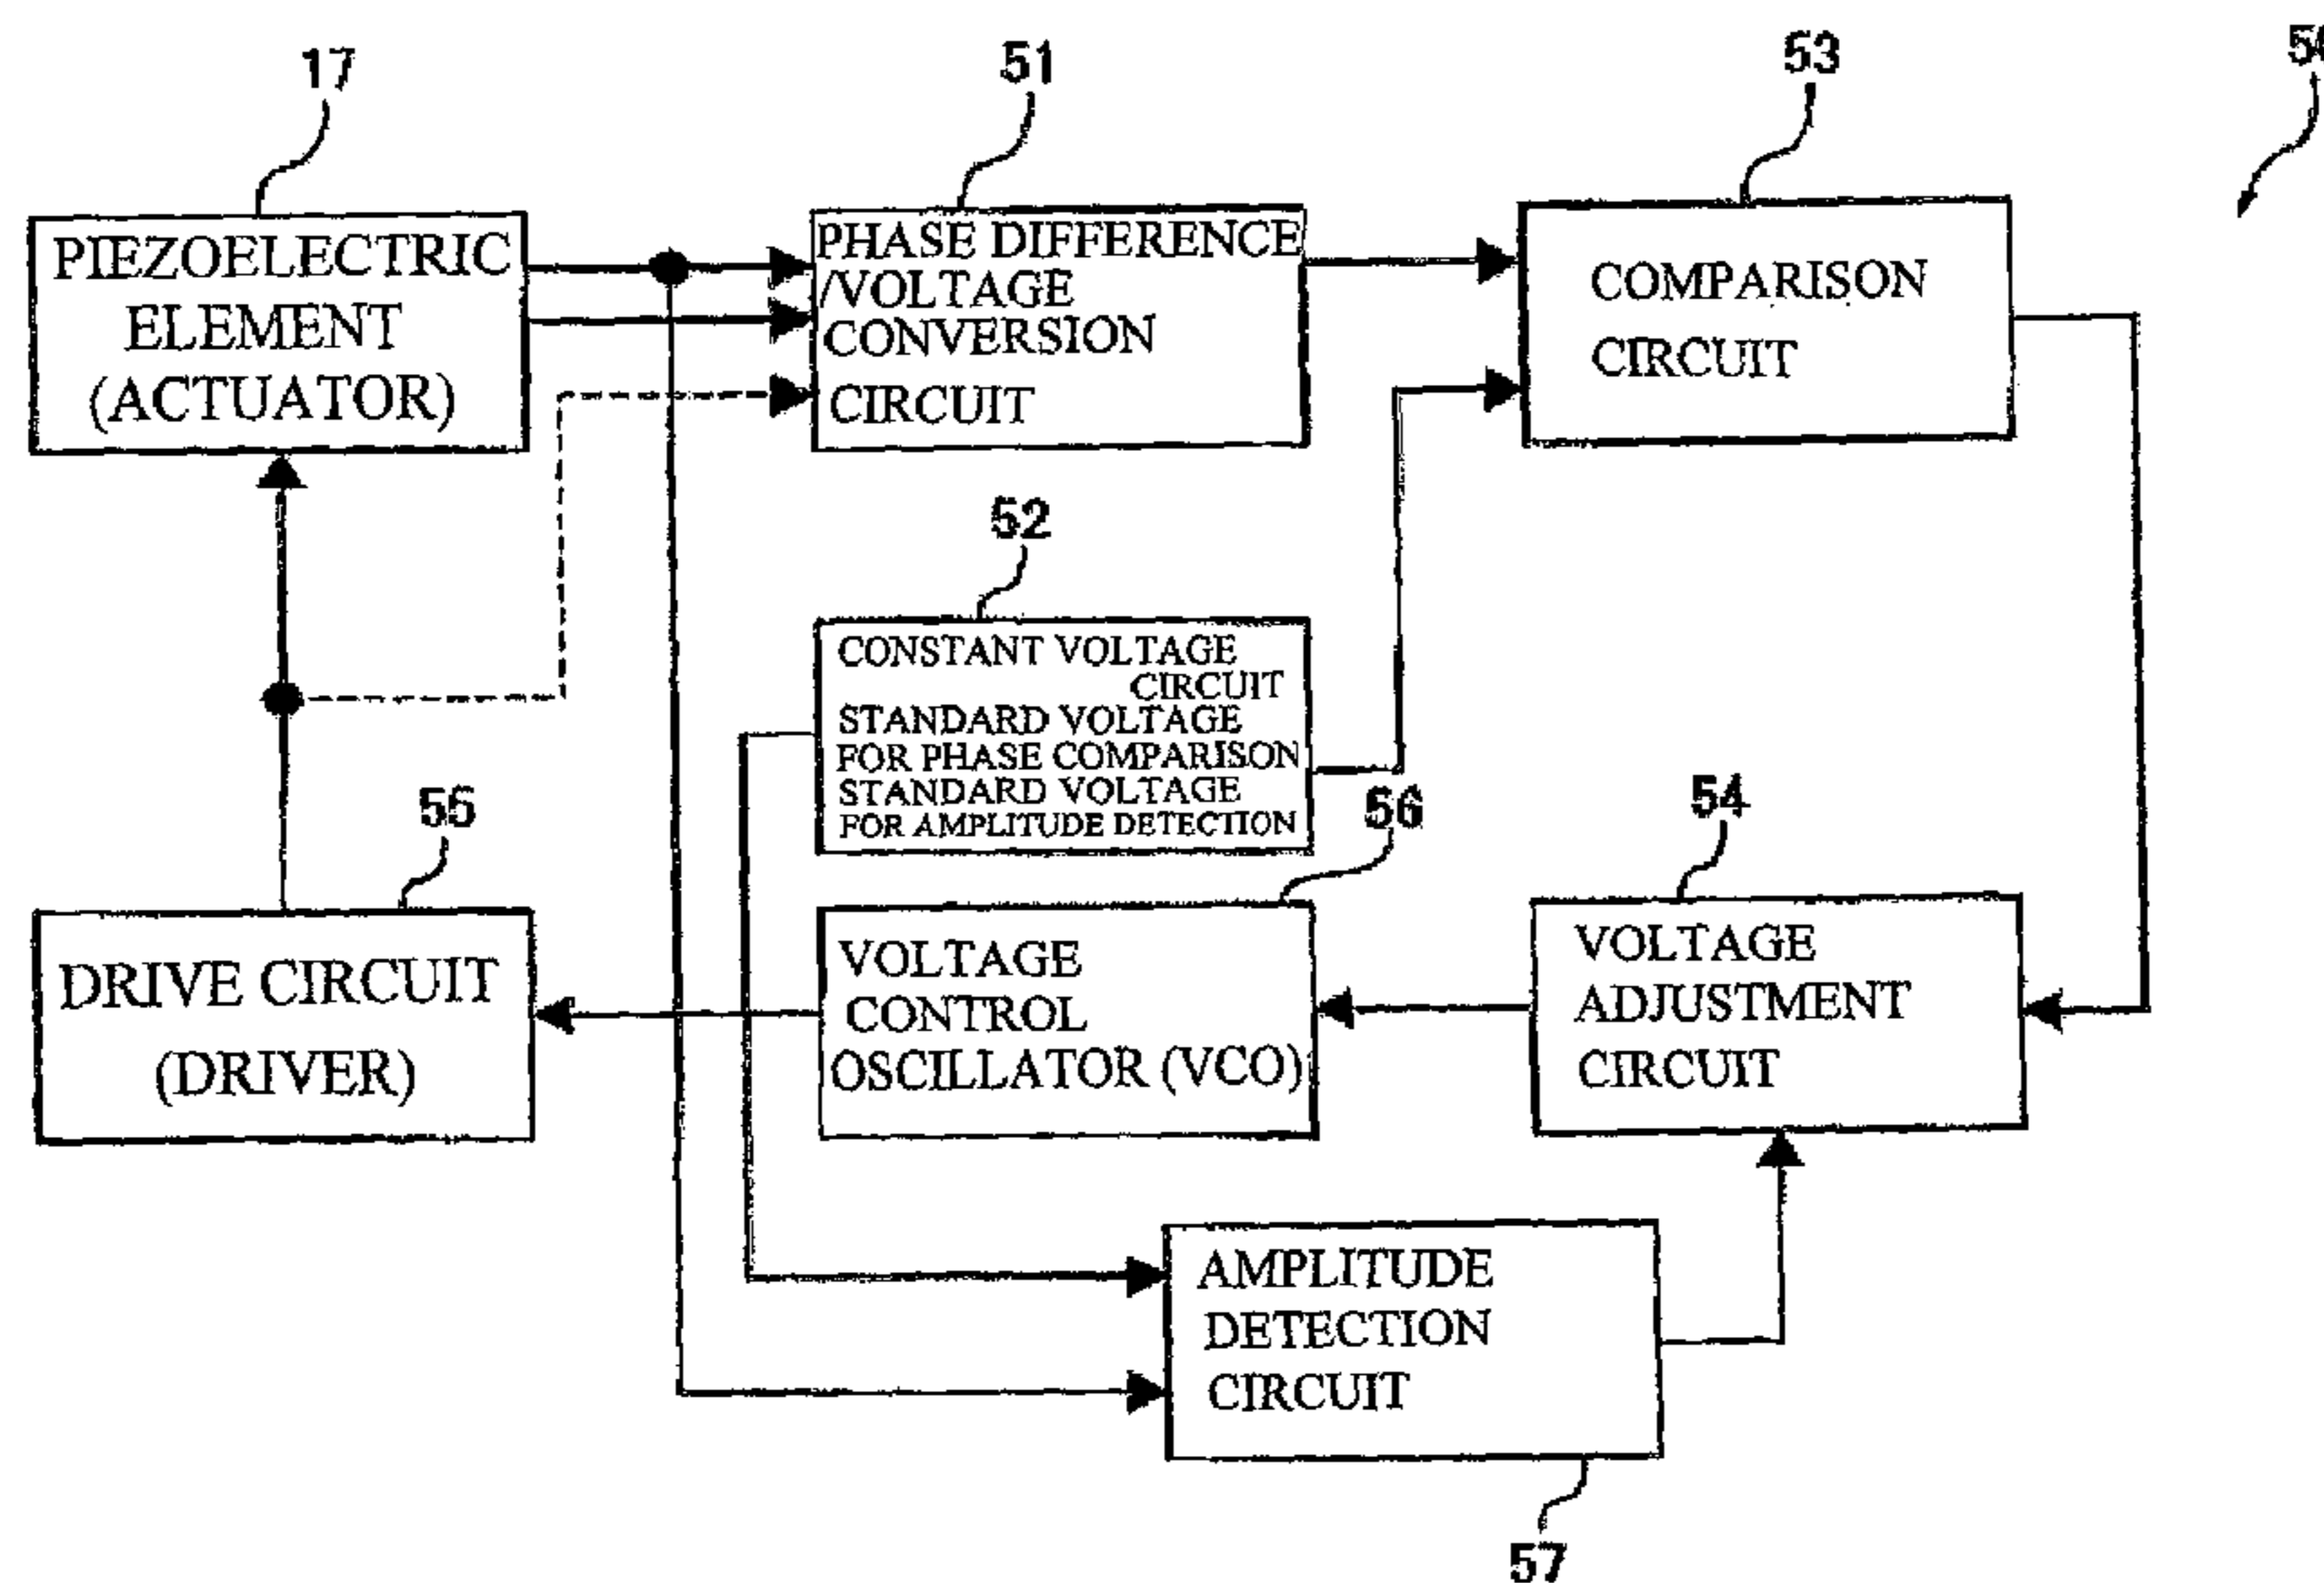 17
51
53
PIEZOELECTRIC
ELEMENT
(ACTUATOR)
PHASE DIFFERENCE
/VOLTAGE
CONVERSION
CIRCUIT
COMPARISON
CIRCUIT
52
CONSTANT VOLTAGE
CIRCUIT
STANDARD VOLTAGE
FOR PHASE COMPARISON
STANDARD VOLTAGE
FOR AMPLITUDE DETECTION
55
56
54
DRIVE CIRCUIT
(DRIVER)
VOLTAGE
CONTROL
OSCILLATOR (VCO)
VOLTAGE
ADJUSTMENT
CIRCUIT
AMPLITUDE
DETECTION
CIRCUIT
57